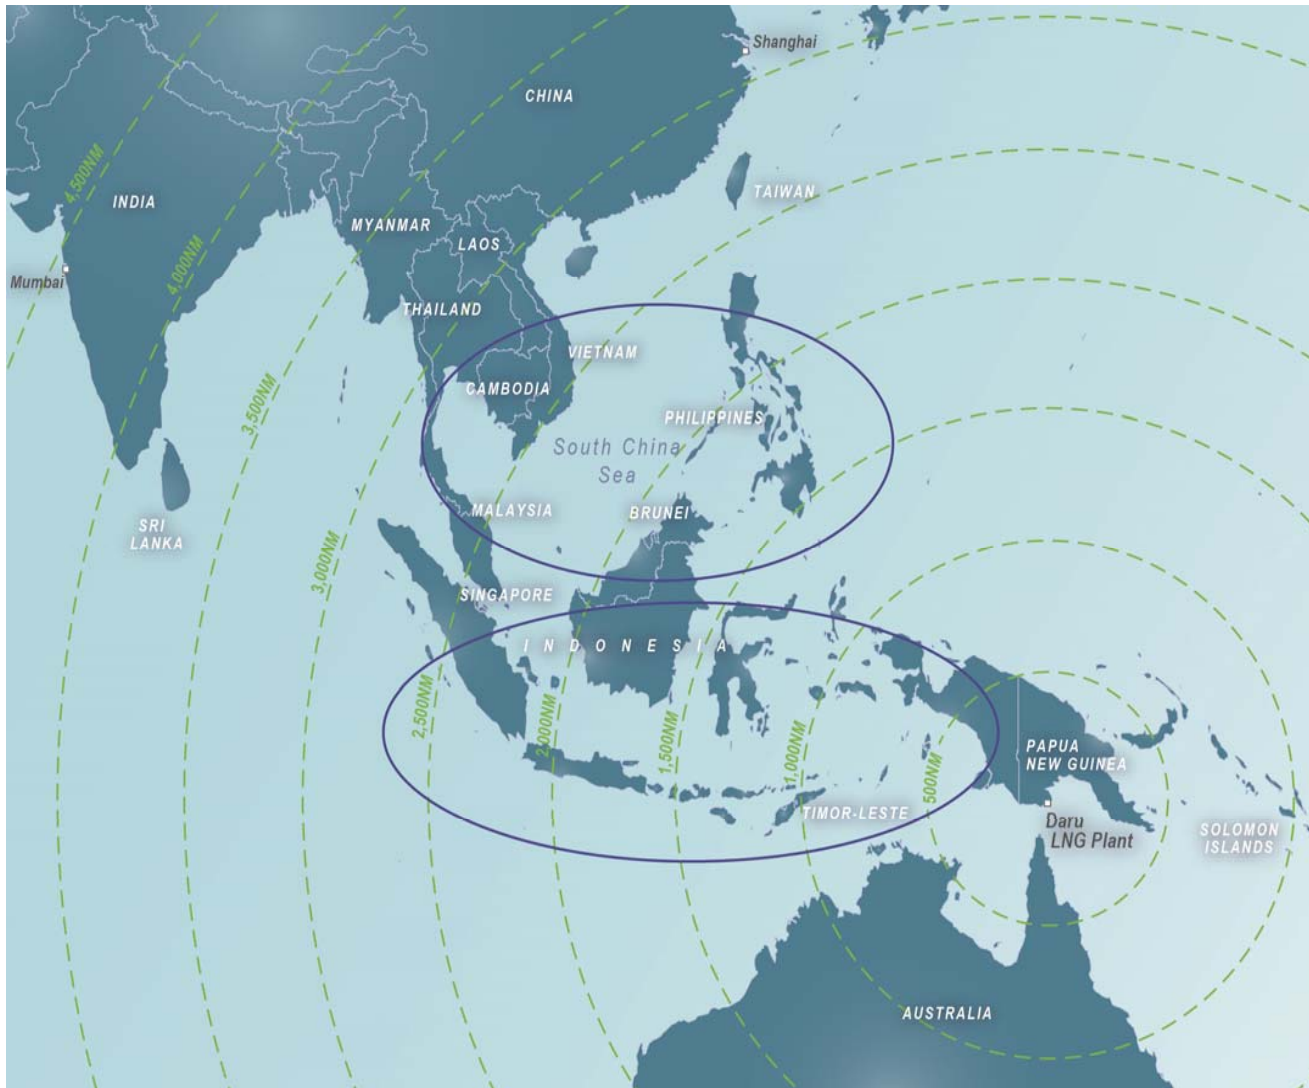 Shanghai
CHINA
4,500NM
INDIA
TAIWAN
MYANMAR
LAOS
4,000NM
Mumbai
THAILAND
VIETNAM
CAMBODIA
3,500NM
PHILIPPINES
South China
Sea
MALAYSIA
BRUNEI
SRI
LANKA
3,000NM
SINGAPORE
INDONESIA
2,500NM
2,000NM
1,500NM
1,000NM
500NM
PAPUA
NEW GUINEA
TIMOR-LESTE
Daru
LNG Plant
SOLOMON
ISLANDS
AUSTRALIA